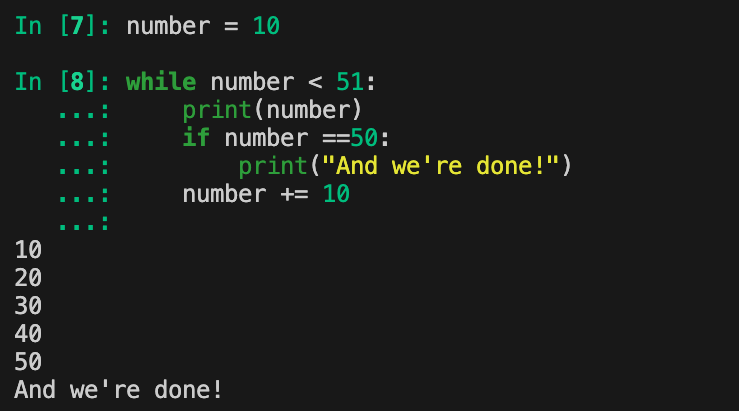 In [7]: number = 10
In [8]: while number < 51:
   ...:     print(number)
   ...:     if number ==50:
   ...:         print("And we're done!")
   ...:     number += 10
   ...:
10
20
30
40
50
And we're done!